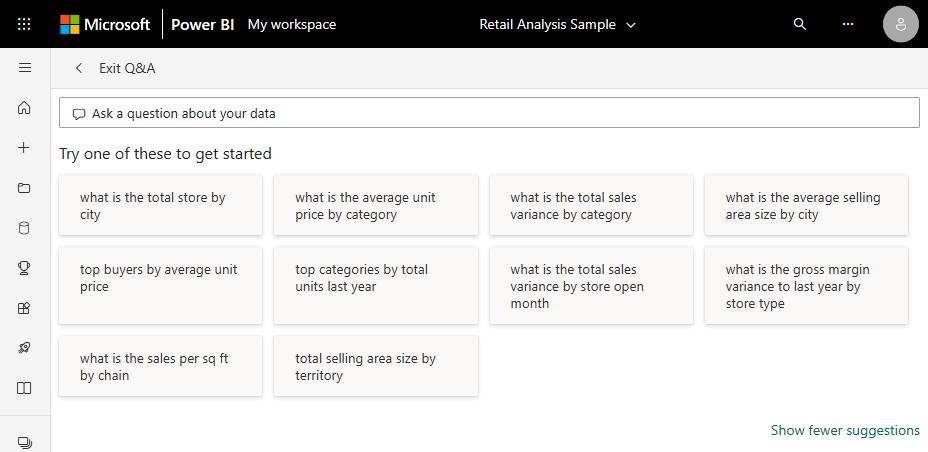 Microsoft Power BI My workspace Retail Analysis Sample
Exit Q&A
Ask a question about your data
Try one of these to get started
what is the total store by
city
what is the average unit
price by category
what is the total sales
variance by category
what is the average selling
area size by city
top buyers by average unit
price
top categories by total
units last year
what is the total sales
variance by store open
month
what is the gross margin
variance to last year by
store type
what is the sales per sq ft
by chain
total selling area size by
territory
Show fewer suggestions